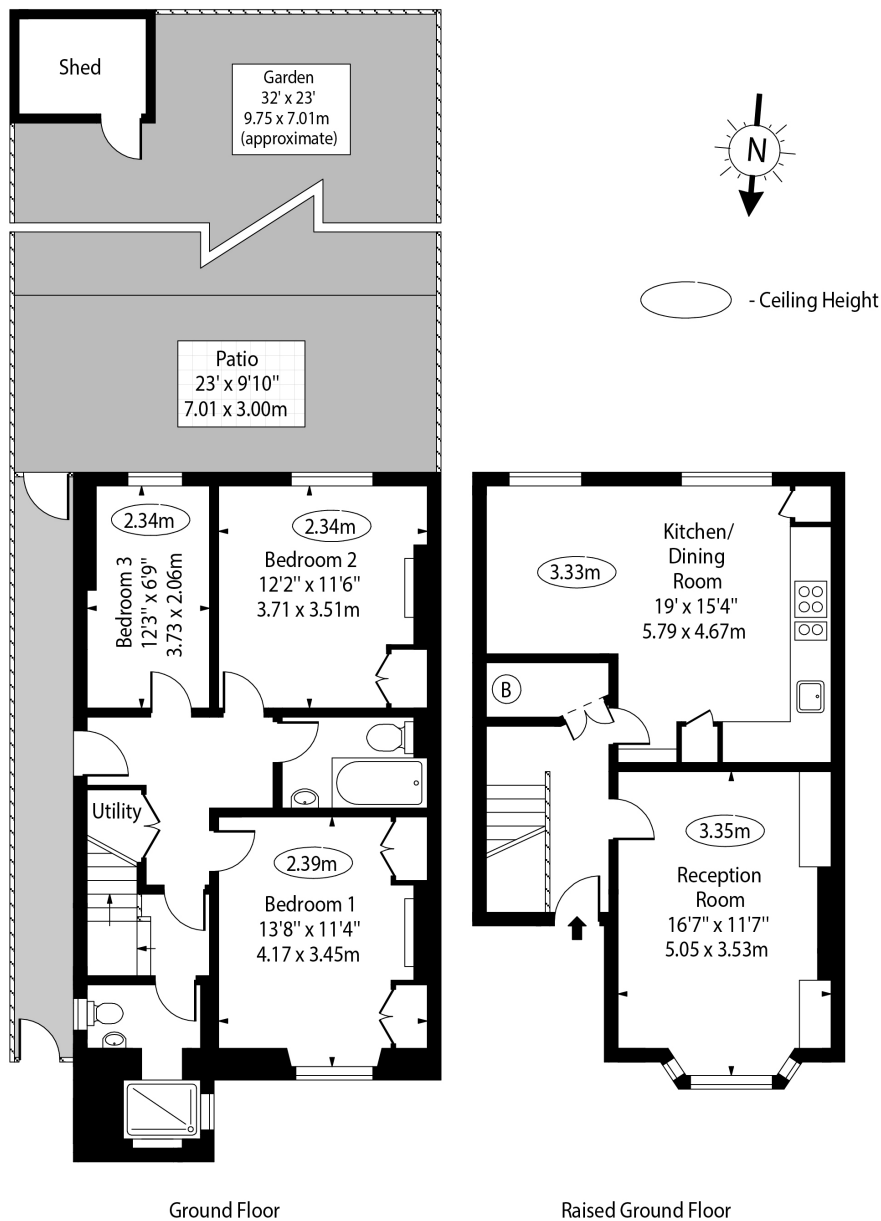 Shed
Garden
32' x 23'
9.75 x 7.01m
(approximate)
N
- Ceiling Height
Patio
23' x 9'10"
7.01 x 3.00m
2.34m
Bedroom 3
12'3" x 6'9"
3.73 x 2.06m
2.34m
Bedroom 2
12'2" x 11'6"
3.71 x 3.51m
3.33m
Kitchen/
Dining
Room
19' x 15'4"
5.79 x 4.67m
B
Utility
2.39m
Bedroom 1
13'8" x 11'4"
4.17 x 3.45m
3.35m
Reception
Room
16'7" x 11'7"
5.05 x 3.53m
Ground Floor
Raised Ground Floor